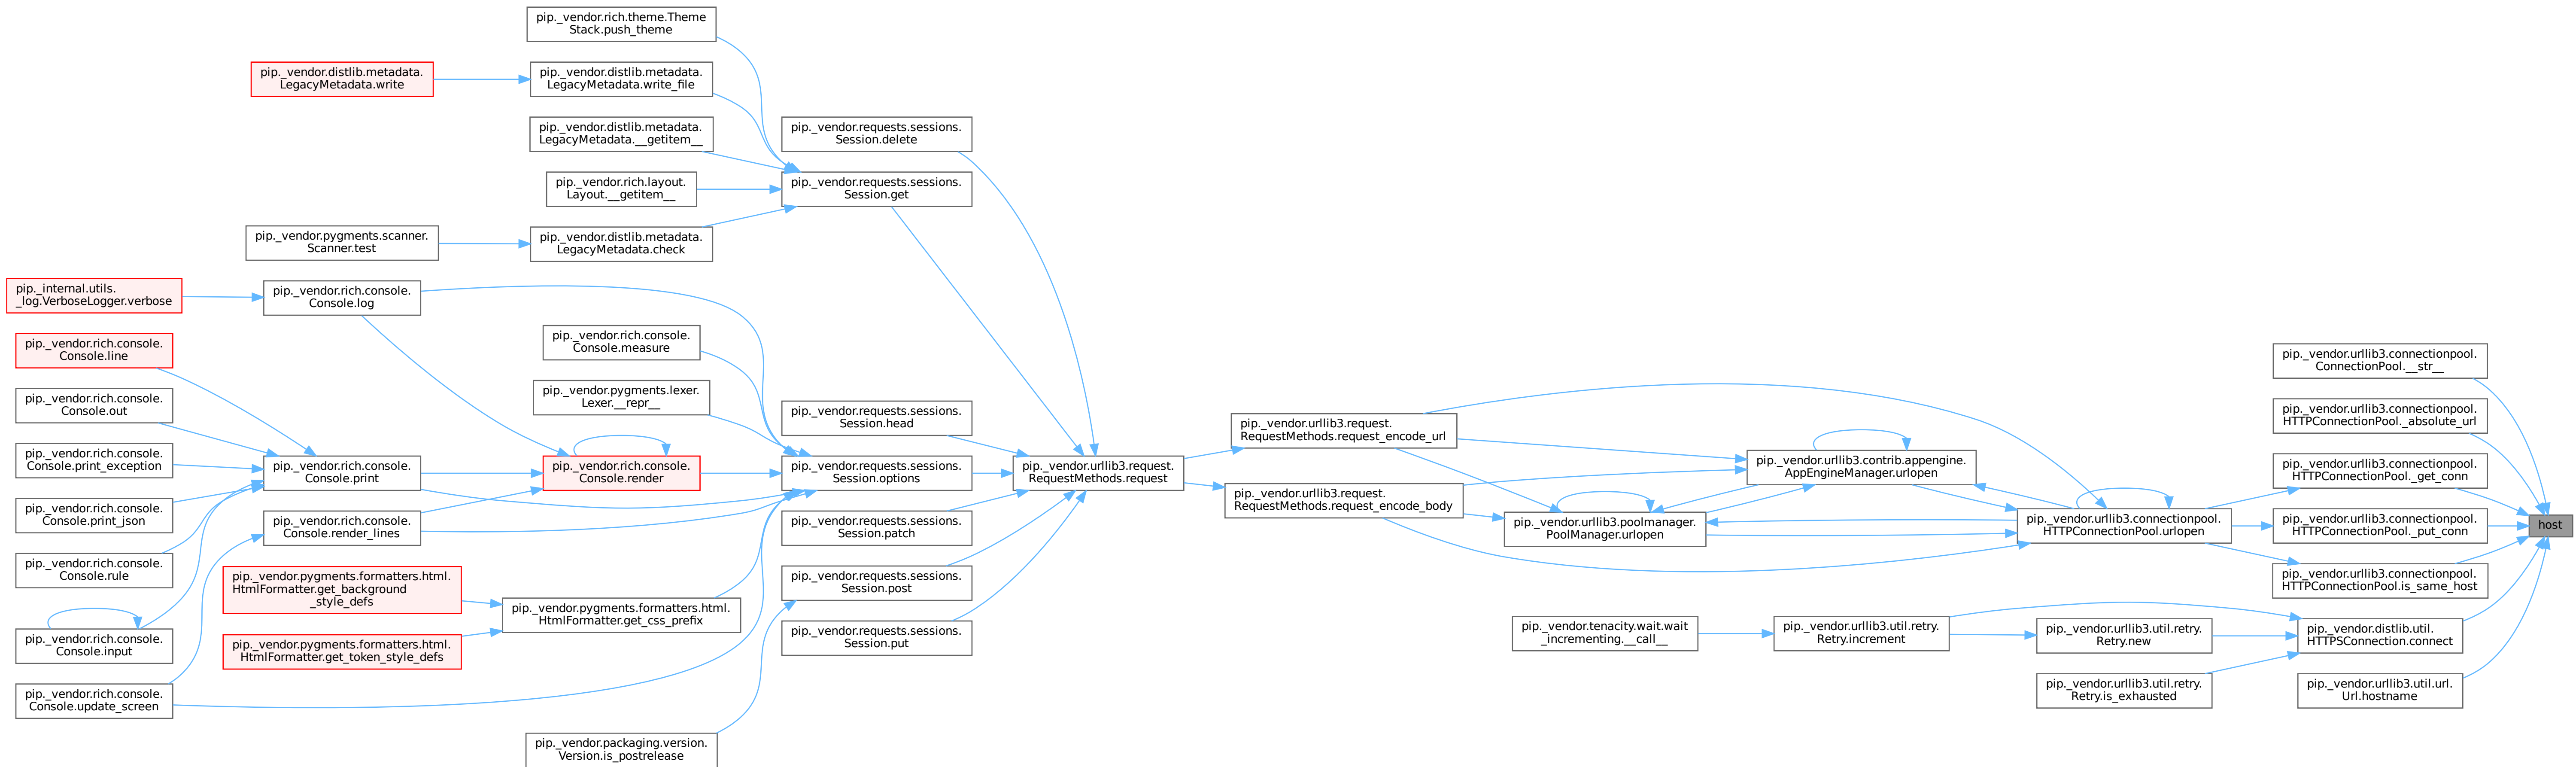 pip._vendor.rich.theme.Theme
Stack.push_theme
pip._vendor.distlib.metadata.
LegacyMetadata.write
pip._vendor.distlib.metadata.
LegacyMetadata.write_file
pip._vendor.distlib.metadata.
LegacyMetadata.__getitem__
pip._vendor.requests.sessions.
Session.delete
pip._vendor.rich.layout.
Layout.__getitem__
pip._vendor.requests.sessions.
Session.get
pip._vendor.pygments.scanner.
Scanner.test
pip._vendor.distlib.metadata.
LegacyMetadata.check
pip._internal.utils.
_log.VerboseLogger.verbose
pip._vendor.rich.console.
Console.log
pip._vendor.rich.console.
Console.line
pip._vendor.rich.console.
Console.measure
pip._vendor.rich.console.
Console.out
pip._vendor.pygments.lexer.
Lexer.__repr__
pip._vendor.requests.sessions.
Session.head
pip._vendor.rich.console.
Console.print_exception
pip._vendor.rich.console.
Console.print
pip._vendor.rich.console.
Console.render
pip._vendor.requests.sessions.
Session.options
pip._vendor.urllib3.request.
RequestMethods.request
pip._vendor.rich.console.
Console.print_json
pip._vendor.rich.console.
Console.render_lines
pip._vendor.requests.sessions.
Session.patch
pip._vendor.rich.console.
Console.rule
pip._vendor.pygments.formatters.html.
HtmlFormatter.get_background
_style_defs
pip._vendor.requests.sessions.
Session.post
pip._vendor.pygments.formatters.html.
HtmlFormatter.get_css_prefix
pip._vendor.rich.console.
Console.input
pip._vendor.pygments.formatters.html.
HtmlFormatter.get_token_style_defs
pip._vendor.requests.sessions.
Session.put
pip._vendor.rich.console.
Console.update_screen
pip._vendor.packaging.version.
Version.is_postrelease
pip._vendor.urllib3.request.
RequestMethods.request_encode_url
pip._vendor.urllib3.request.
RequestMethods.request_encode_body
pip._vendor.urllib3.poolmanager.
PoolManager.urlopen
pip._vendor.urllib3.contrib.appengine.
AppEngineManager.urlopen
pip._vendor.urllib3.connectionpool.
HTTPConnectionPool.urlopen
pip._vendor.urllib3.connectionpool.
ConnectionPool.__str__
pip._vendor.urllib3.connectionpool.
HTTPConnectionPool._absolute_url
pip._vendor.urllib3.connectionpool.
HTTPConnectionPool._get_conn
pip._vendor.urllib3.connectionpool.
HTTPConnectionPool._put_conn
host
pip._vendor.urllib3.connectionpool.
HTTPConnectionPool.is_same_host
pip._vendor.tenacity.wait.wait
_incrementing.__call__
pip._vendor.urllib3.util.retry.
Retry.increment
pip._vendor.urllib3.util.retry.
Retry.new
pip._vendor.distlib.util.
HTTPSConnection.connect
pip._vendor.urllib3.util.retry.
Retry.is_exhausted
pip._vendor.urllib3.util.url.
Url.hostname